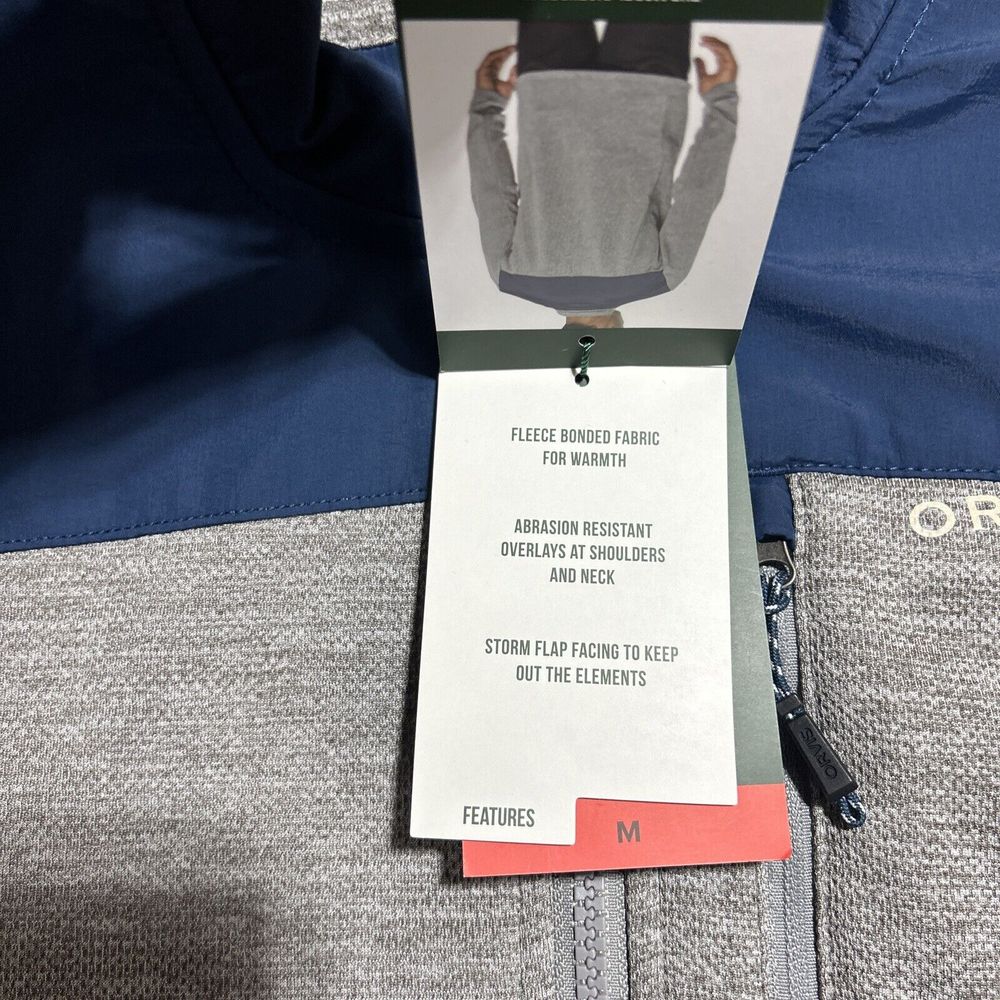 FLEECE BONDED FABRIC
FOR WARMTH
ABRASION RESISTANT
OVERLAYS AT SHOULDERS
AND NECK
STORM FLAP FACING TO KEEP
OUT THE ELEMENTS
FEATURES
M
OR
ORVIS